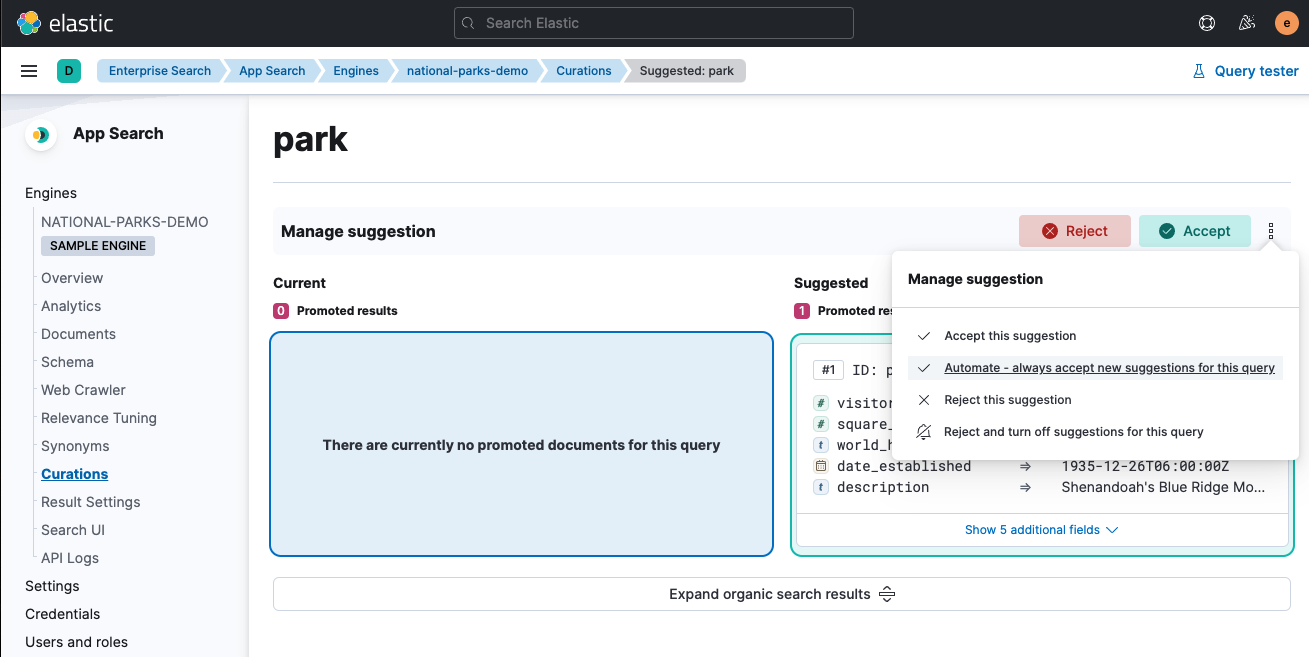 elastic
Search Elastic
e
D
Enterprise Search
App Search
Engines
national-parks-demo
Curations
Suggested: park
Query tester
App Search
Engines
NATIONAL-PARKS-DEMO
SAMPLE ENGINE
Overview
Analytics
Documents
Schema
Web Crawler
Relevance Tuning
Synonyms
Curations
Result Settings
Search UI
API Logs
Settings
Credentials
Users and roles
park
Manage suggestion
Reject
Accept
Current
0 Promoted results
There are currently no promoted documents for this query
Suggested
1 Promoted
#1 ID:
# visitor
# square_
t world_
date_established ⇒ 1935-12-26T06:00:00Z
t description ⇒ Shenandoah's Blue Ridge Mo...
Show 5 additional fields
Manage suggestion
Accept this suggestion
Automate - always accept new suggestions for this query
Reject this suggestion
Reject and turn off suggestions for this query
Expand organic search results